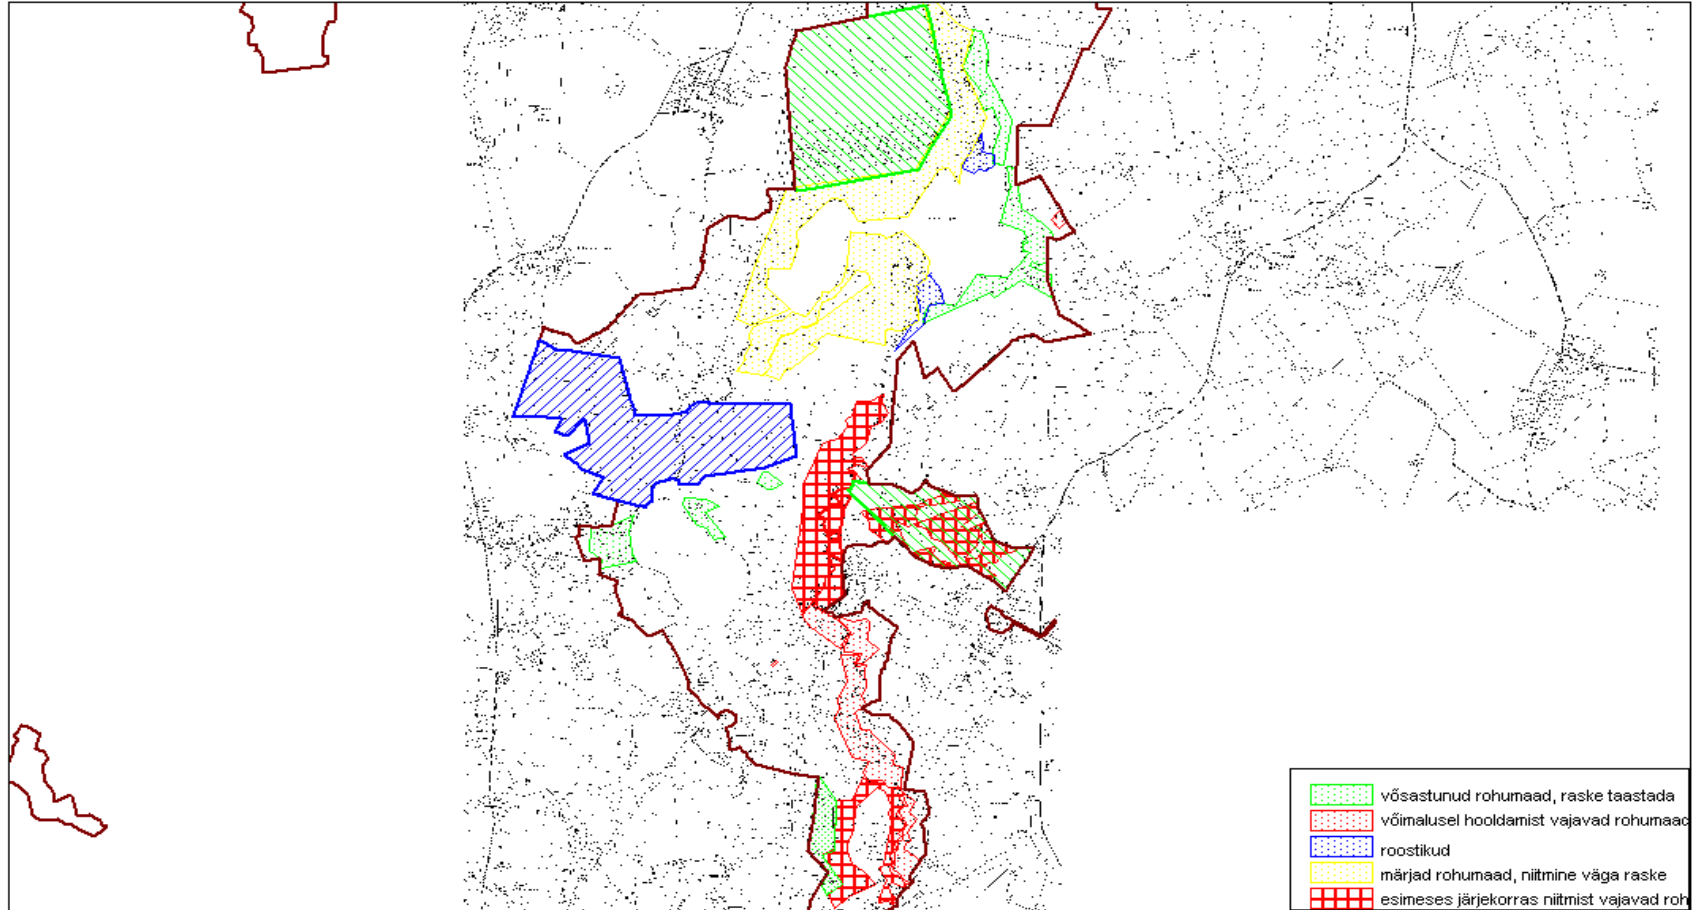 võsastunud rohumaad, raske taastada
võimalusel hooldamist vajavad rohumaad
roostikud
märjad rohumaad, niitmine väga raske
esimeses järjekorras niitmist vajavad roh